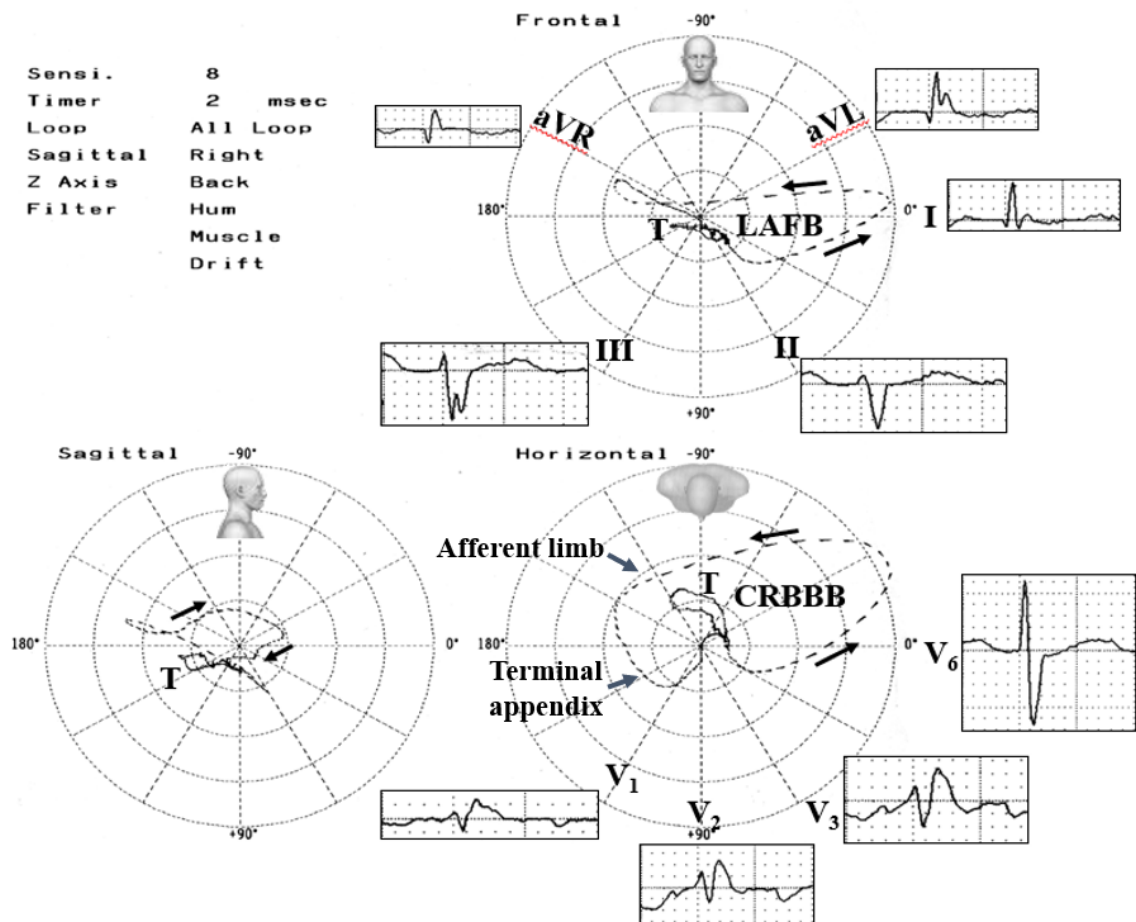 Frontal
-90°
Sensi. 8
Timer 2 msec
Loop All Loop
Sagittal Right
Z Axis Back
Filter Hum
Muscle
Drift
aVR
aVL
180°
0°
I
T
LAFB
III
II
+90°
Sagittal
-90°
180°
0°
T
+90°
Horizontal
-90°
Afferent limb
T
CRBBB
180°
0°
V6
Terminal
appendix
V1
V2
V3